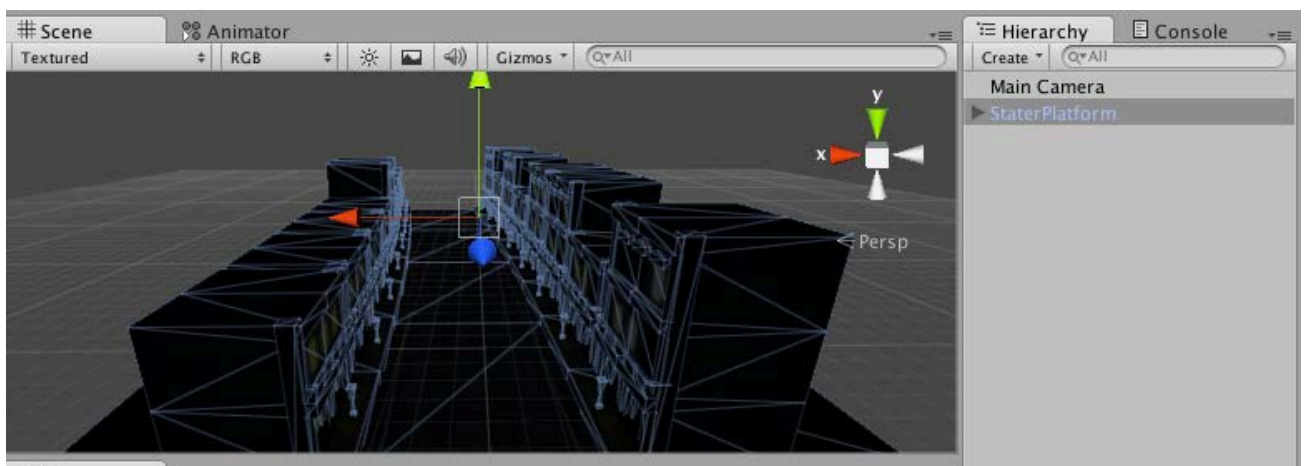 Scene
Animator
Textured
RGB
Gizmos
All
y
x
Persp
Hierarchy
Console
Create
All
Main Camera
StaterPlatform